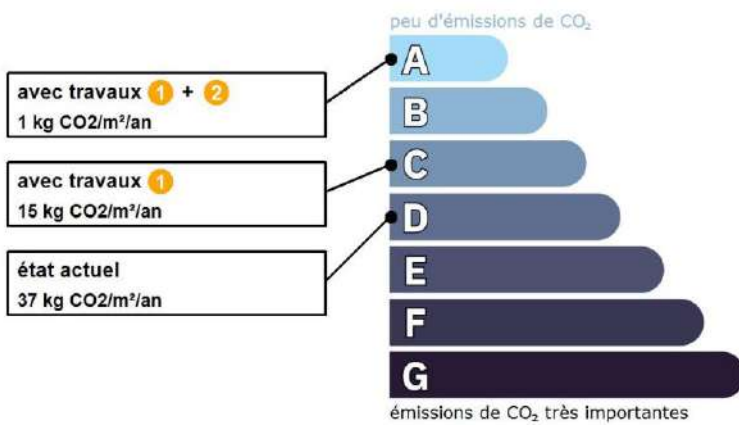 peu d'émissions de CO₂
A
avec travaux 1 + 2
1 kg CO2/m²/an
B
avec travaux 1
15 kg CO2/m²/an
C
D
état actuel
37 kg CO2/m²/an
E
F
G
émissions de CO₂ très importantes